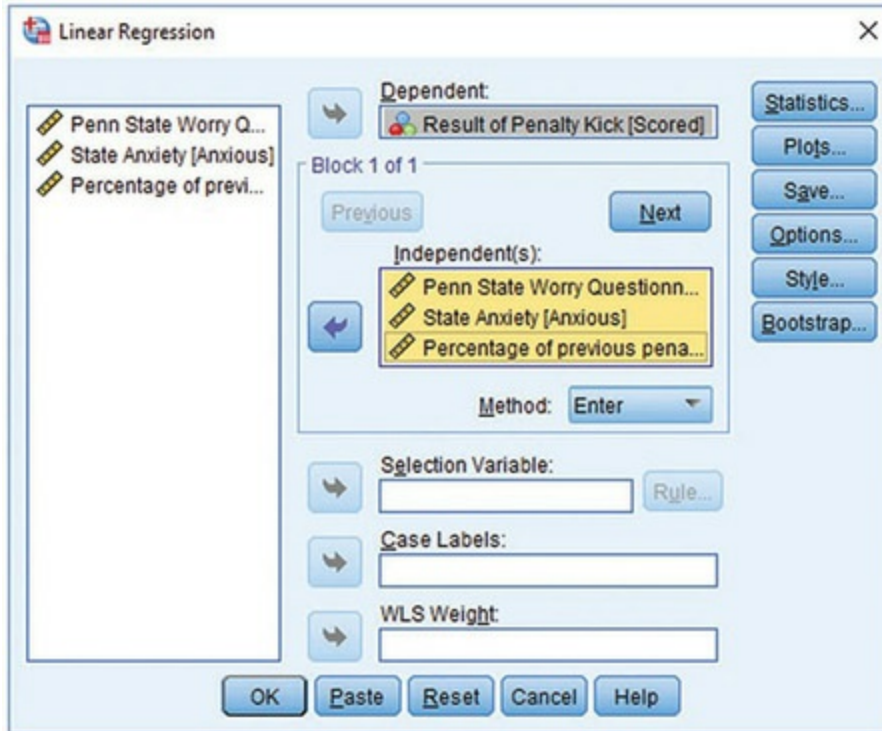 Linear Regression
Penn State Worry Q...
State Anxiety [Anxious]
Percentage of previ...
Dependent:
Result of Penalty Kick [Scored]
Block 1 of 1
Previous
Next
Independent(s):
Penn State Worry Questionn...
State Anxiety [Anxious]
Percentage of previous pena...
Method:
Enter
Selection Variable:
Rule...
Case Labels:
WLS Weight:
Statistics...
Plots...
Save...
Options...
Style...
Bootstrap...
OK
Paste
Reset
Cancel
Help